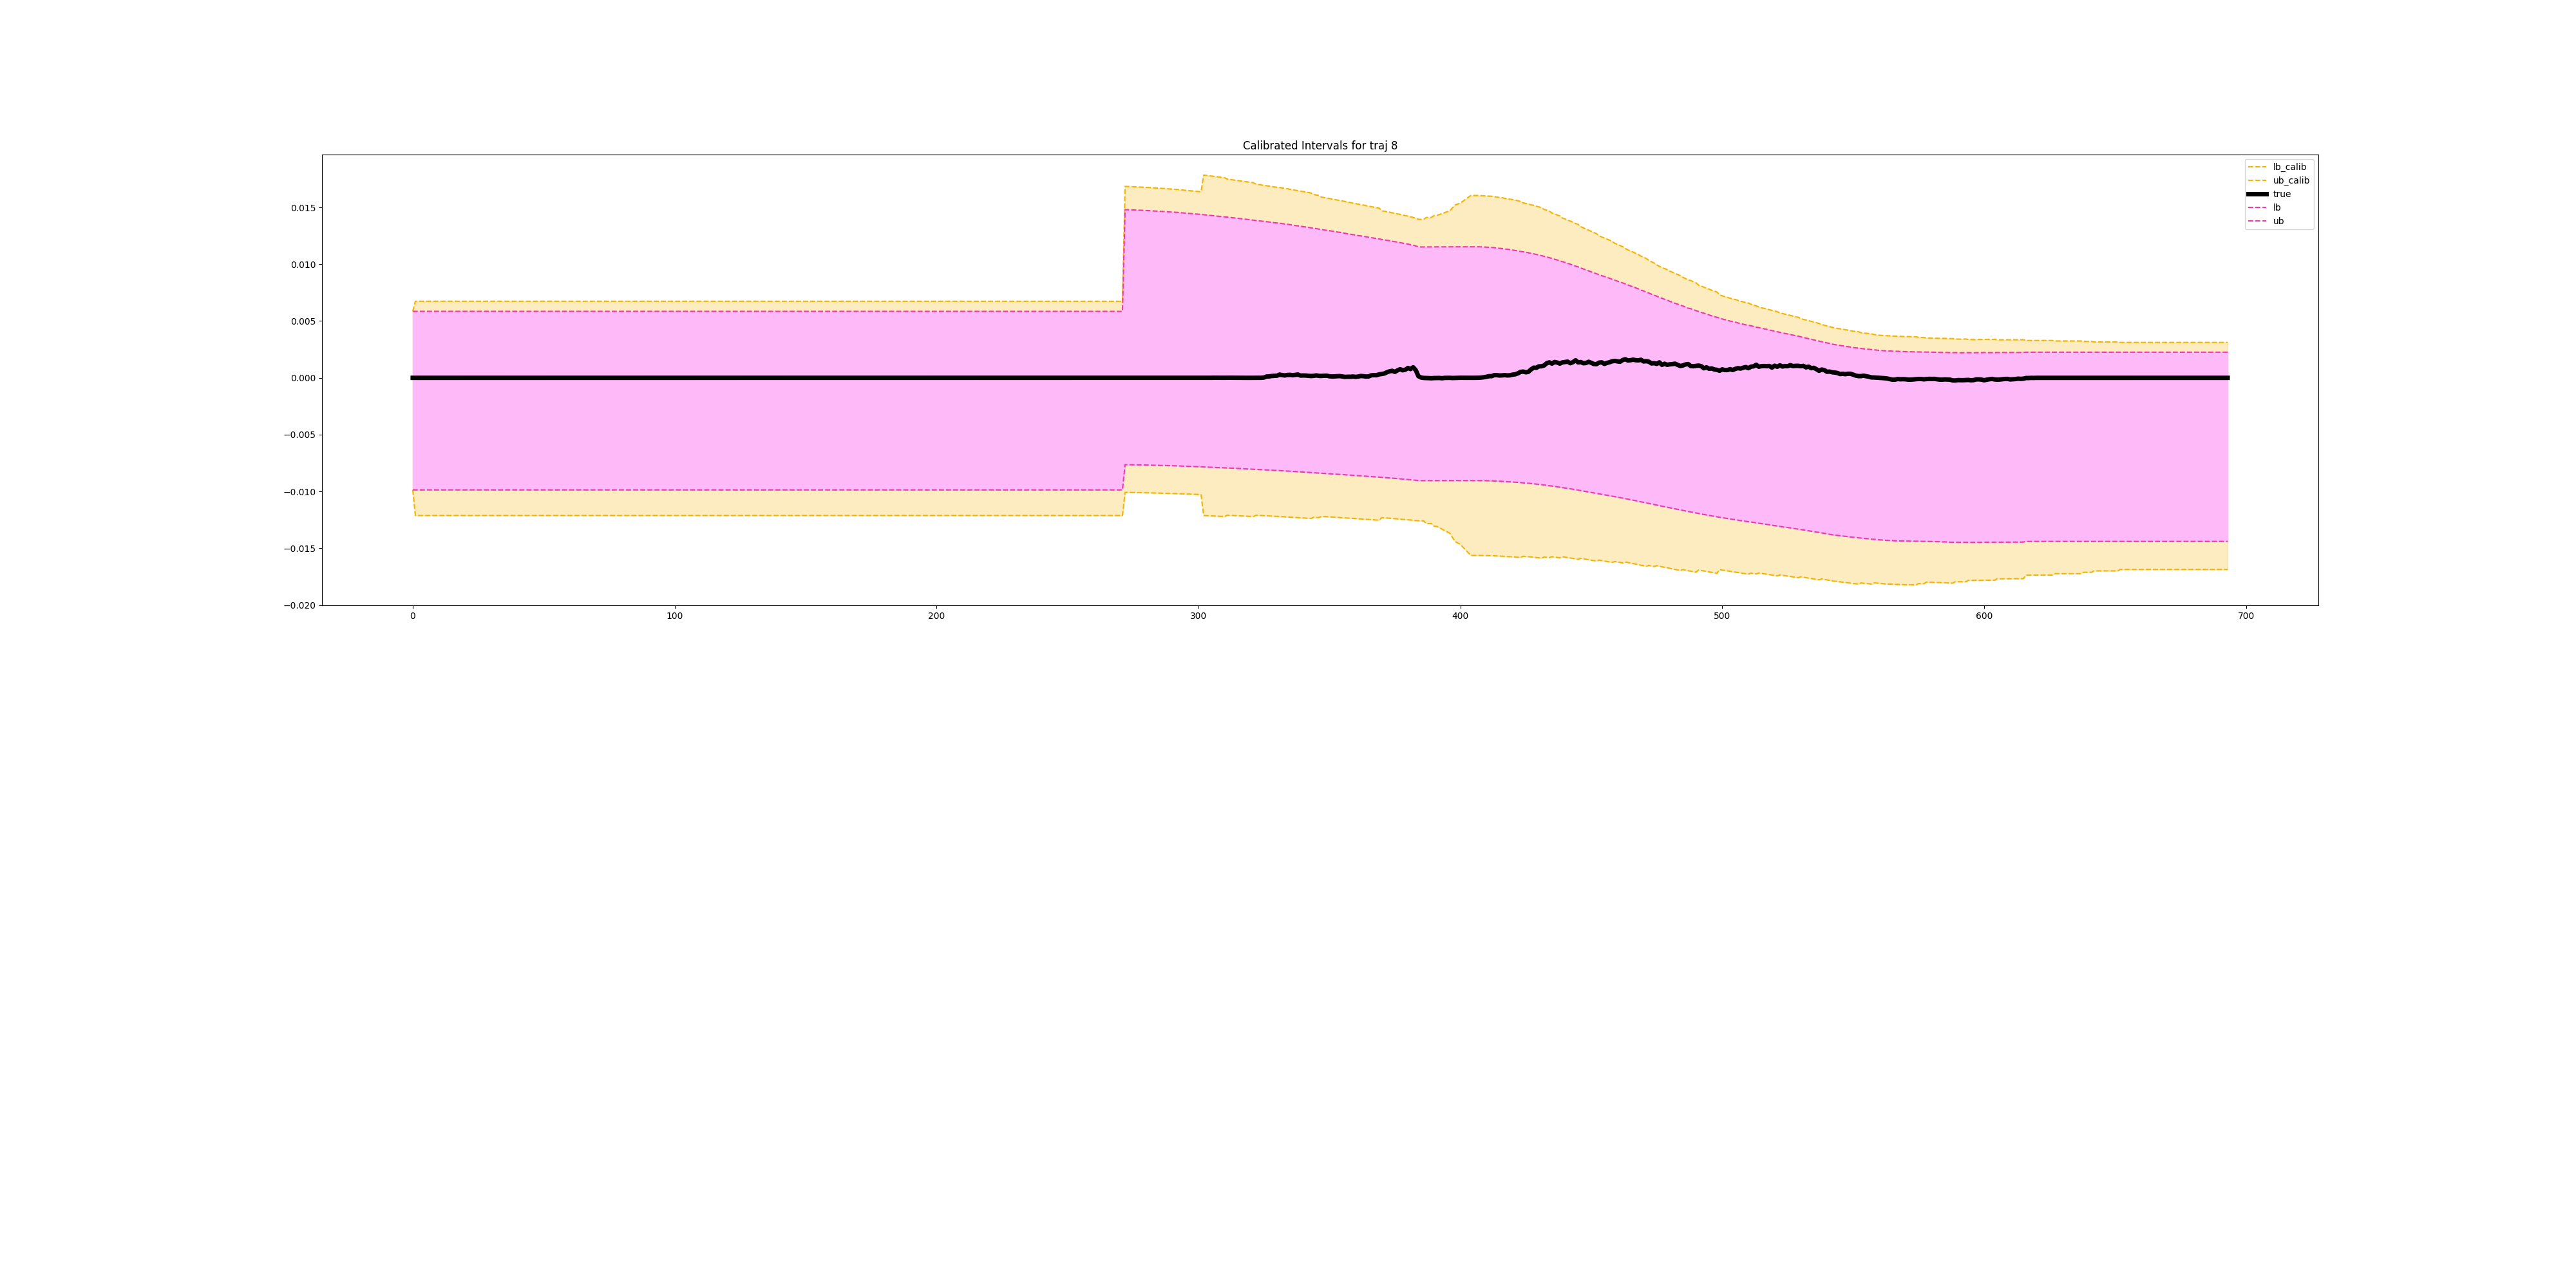 Calibrated Intervals for traj 8
lb_calib
ub_calib
true
lb
ub
0.015
0.010
0.005
0.000
−0.005
−0.010
−0.015
−0.020
0 100 200 300 400 500 600 700